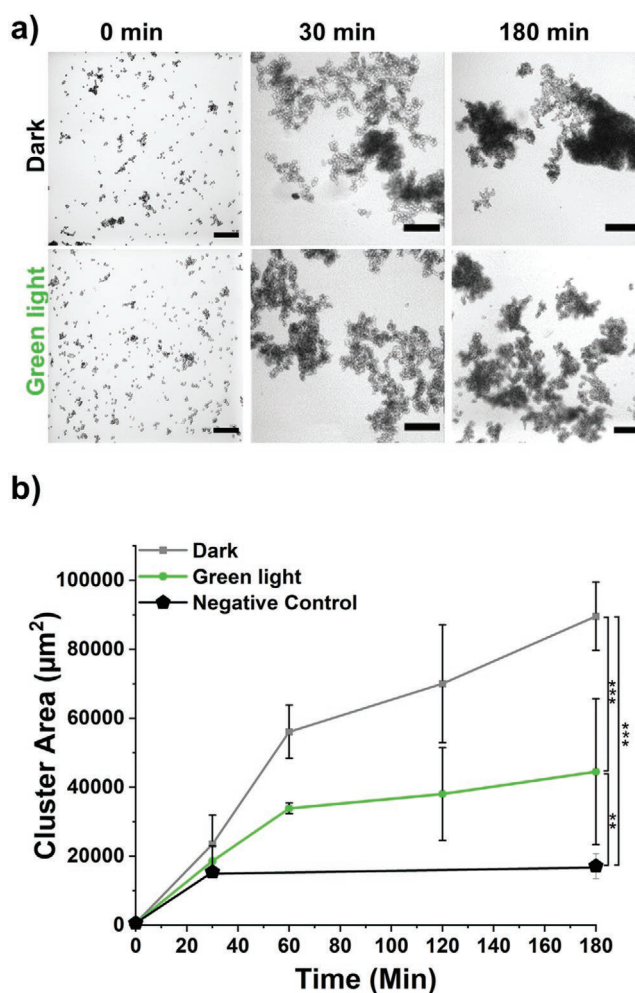 a)
0 min 30 min 180 min
Dark
Green light
b)
Dark
Green light
Negative Control
100000
80000
60000
40000
20000
0
Cluster Area (µm²)
0 20 40 60 80 100 120 140 160 180
Time (Min)
***
***
**